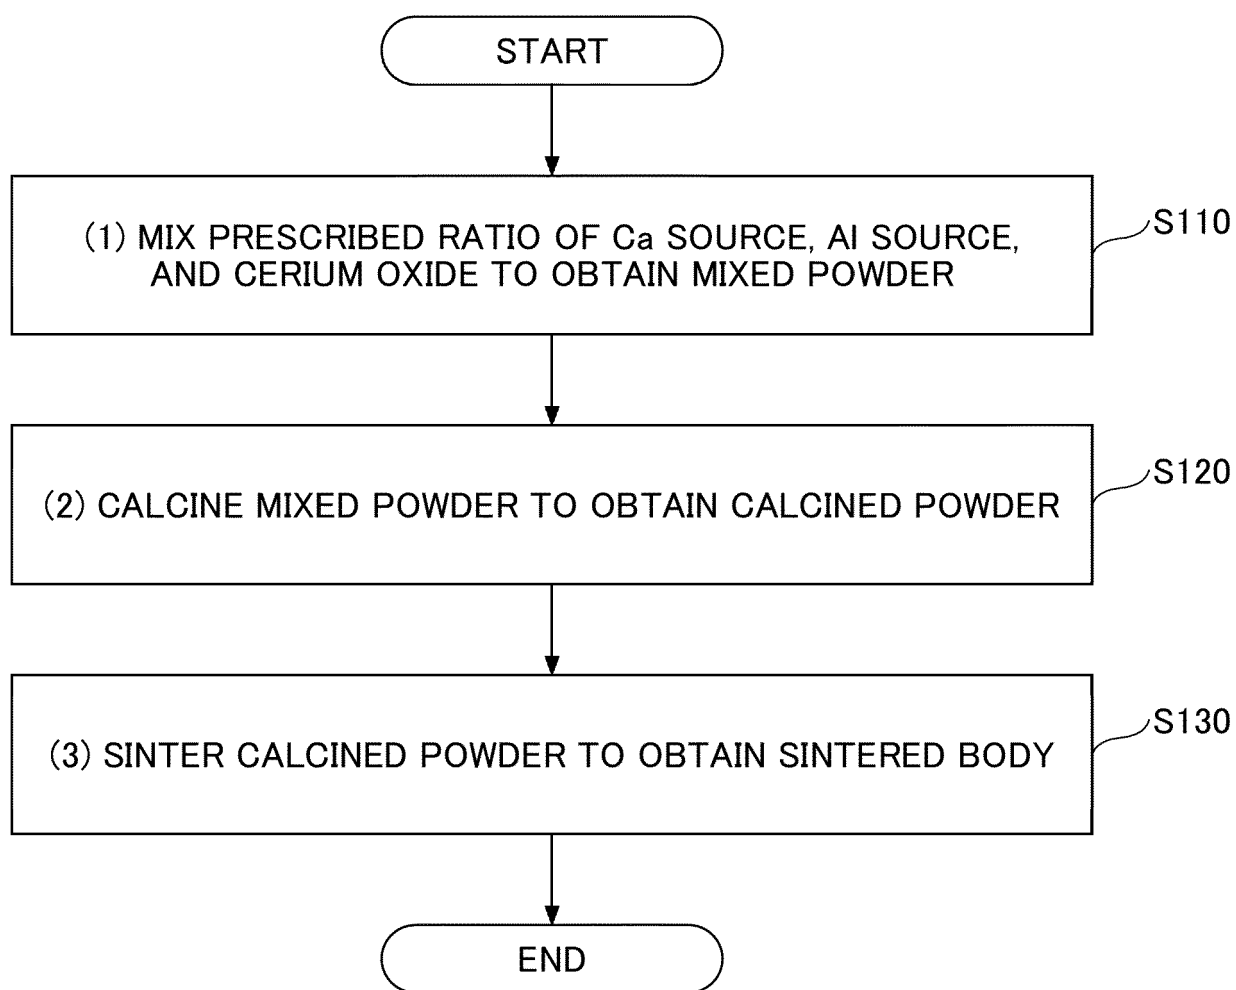 START
(1) MIX PRESCRIBED RATIO OF Ca SOURCE, Al SOURCE,
AND CERIUM OXIDE TO OBTAIN MIXED POWDER
S110
(2) CALCINE MIXED POWDER TO OBTAIN CALCINED POWDER
S120
(3) SINTER CALCINED POWDER TO OBTAIN SINTERED BODY
S130
END